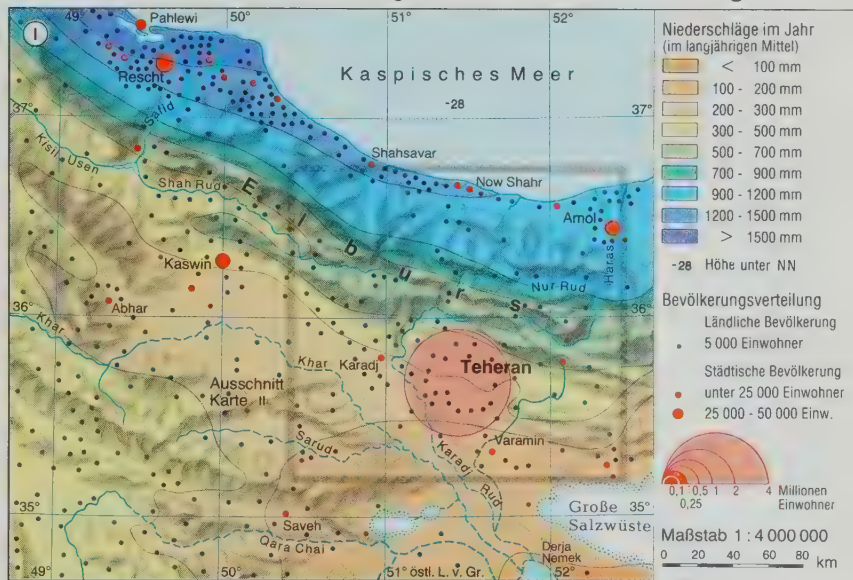 49°
50°
51°
52°
Pahlewi
I
Rescht
Kaspisches Meer
-28
37°
37°
Safid
Kisil Usen
Shahsavar
Now Shahr
Shah Rud
Amol
Elburs
Haras
Kaswin
Nur Rud
36°
36°
Abhar
Khar
Khar
Karadj
Teheran
Ausschnitt
Karte II
Sarud
Karadj Rud
Varamin
35°
35°
Große
Salzwüste
Saveh
Qara Chai
Derja
Nemek
49°
50°
51° östl. L. v. Gr.
52°
Niederschläge im Jahr
(im langjährigen Mittel)
< 100 mm
100 - 200 mm
200 - 300 mm
300 - 500 mm
500 - 700 mm
700 - 900 mm
900 - 1200 mm
1200 - 1500 mm
> 1500 mm
-28 Höhe unter NN
Bevölkerungsverteilung
Ländliche Bevölkerung
5 000 Einwohner
Städtische Bevölkerung
unter 25 000 Einwohner
25 000 - 50 000 Einw.
0,1 0,5 1 2 4 Millionen
0,25 Einwohner
Maßstab 1 : 4 000 000
0 20 40 60 80 km